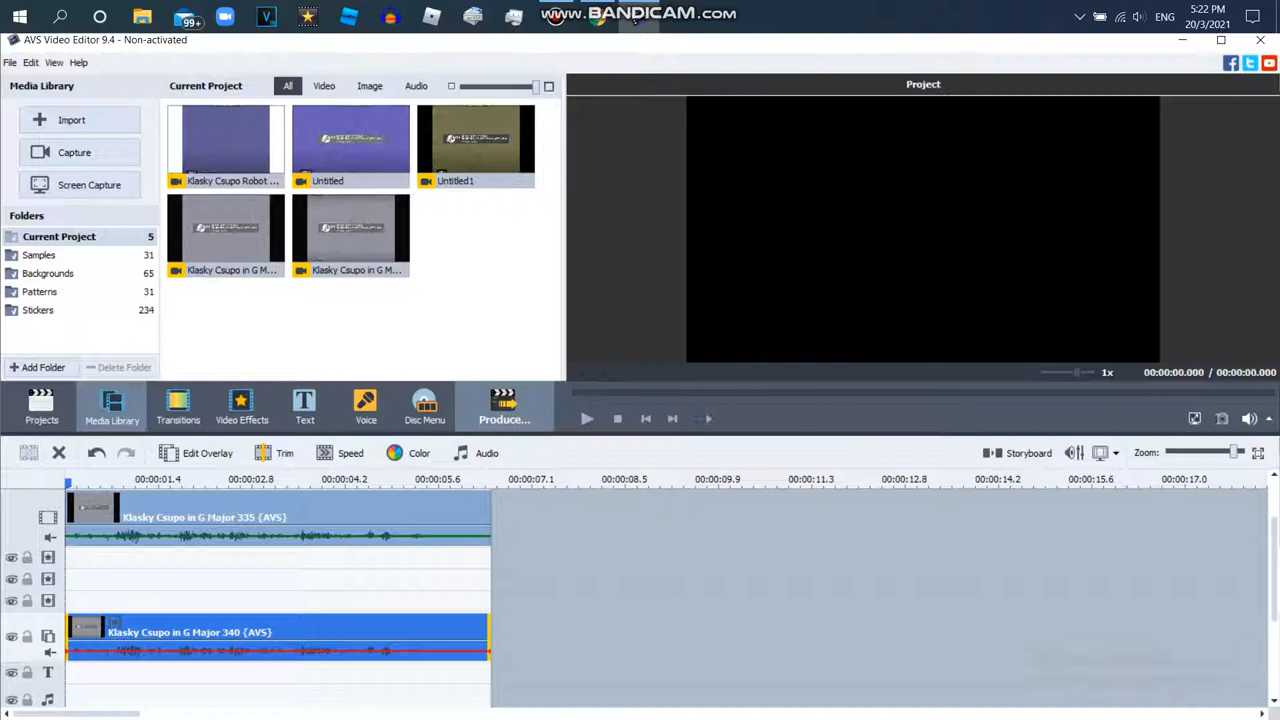 www.BANDICAM.com
99+
5:22 PM
ENG
20/3/2021
AVS Video Editor 9.4 - Non-activated
File Edit View Help
Media Library
Current Project All Video Image Audio
Project
Import
Capture
Screen Capture
Klasky Csupo Robot ...
Untitled
Untitled1
Folders
Current Project 5
Samples 31
Backgrounds 65
Patterns 31
Stickers 234
Klasky Csupo in G M...
Klasky Csupo in G M...
Add Folder
Delete Folder
1x
00:00:00.000 / 00:00:00.000
Projects
Media Library
Transitions
Video Effects
Text
Voice
Disc Menu
Produce...
Edit Overlay
Trim
Speed
Color
Audio
Storyboard
Zoom:
00:00:01.4 00:00:02.8 00:00:04.2 00:00:05.6 00:00:07.1 00:00:08.5 00:00:09.9 00:00:11.3 00:00:12.8 00:00:14.2 00:00:15.6 00:00:17.0
Klasky Csupo in G Major 335 {AVS}
Klasky Csupo in G Major 340 {AVS}
T